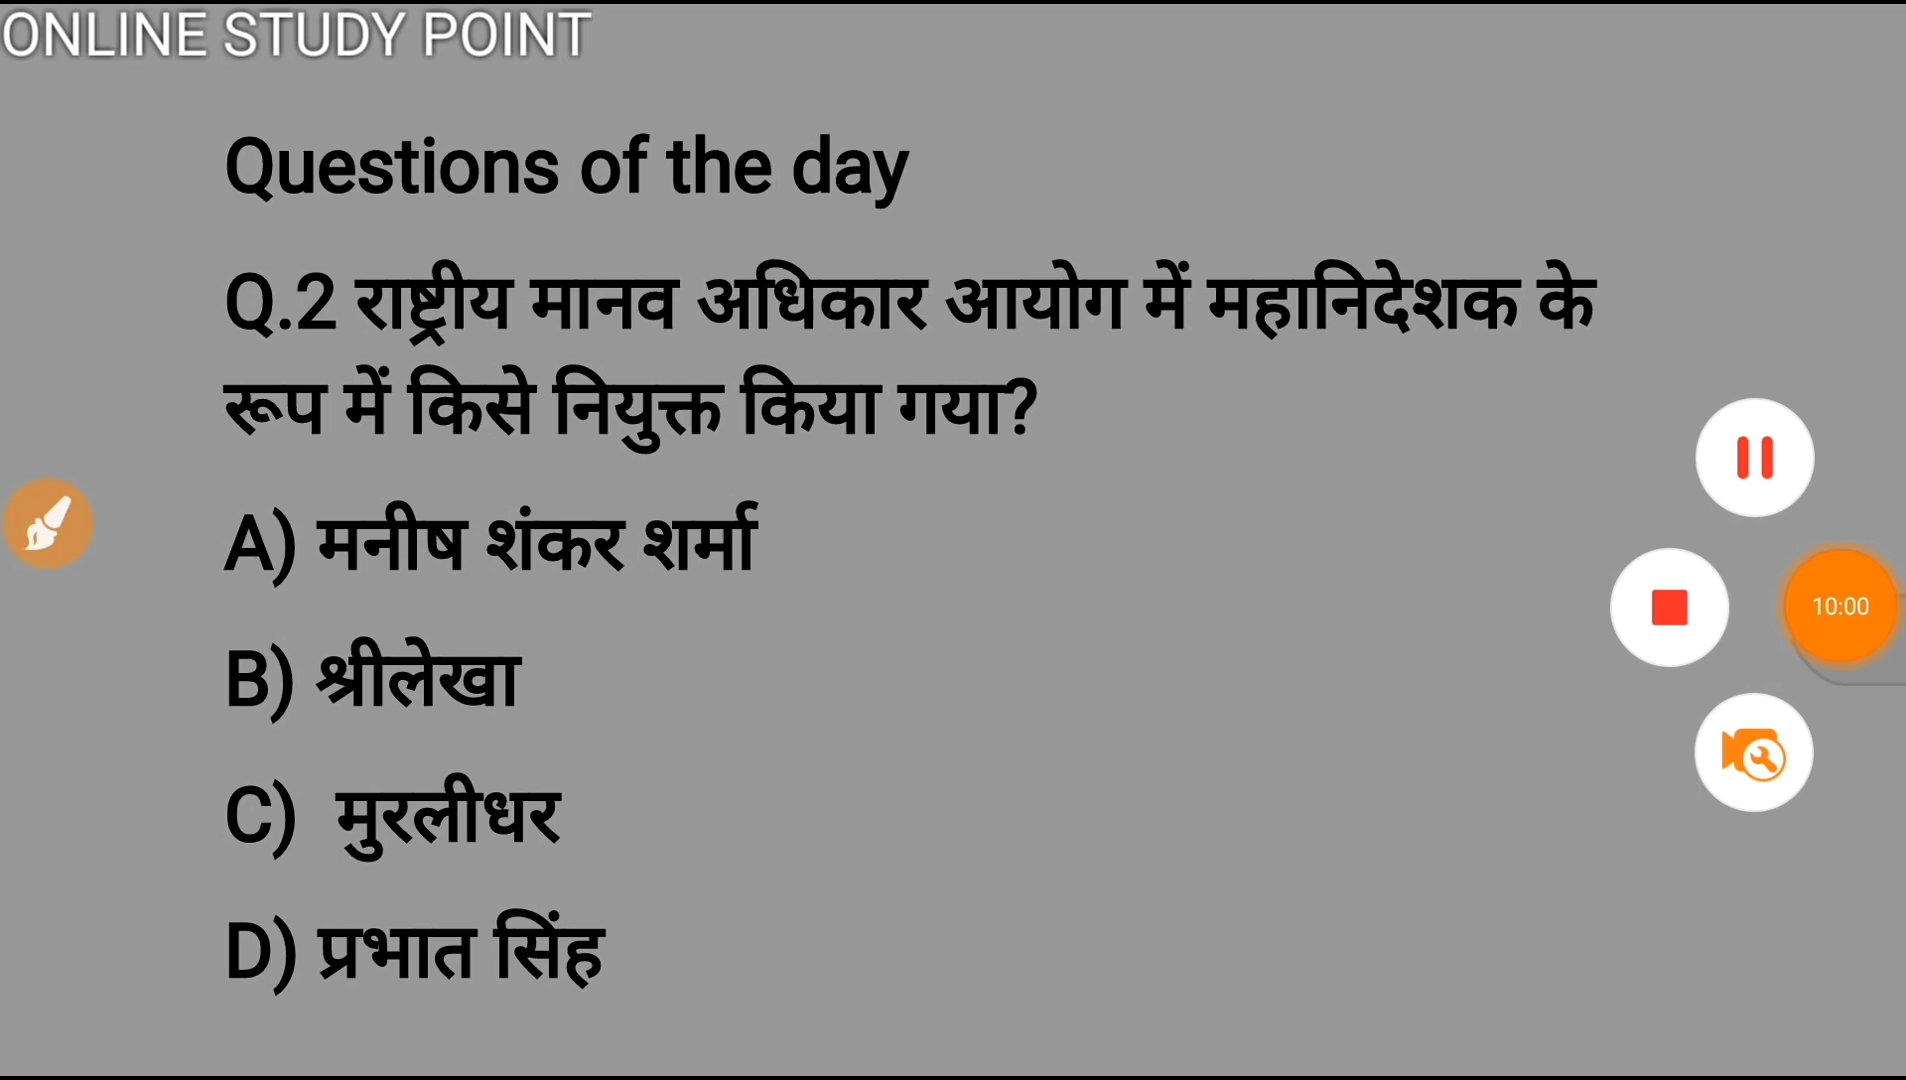 ONLINE STUDY POINT
Questions of the day
Q.2 राष्ट्रीय मानव अधिकार आयोग में महानिदेशक के
रूप में किसे नियुक्त किया गया?
A) मनीष शंकर शर्मा
B) श्रीलेखा
C) मुरलीधर
D) प्रभात सिंह
10:00